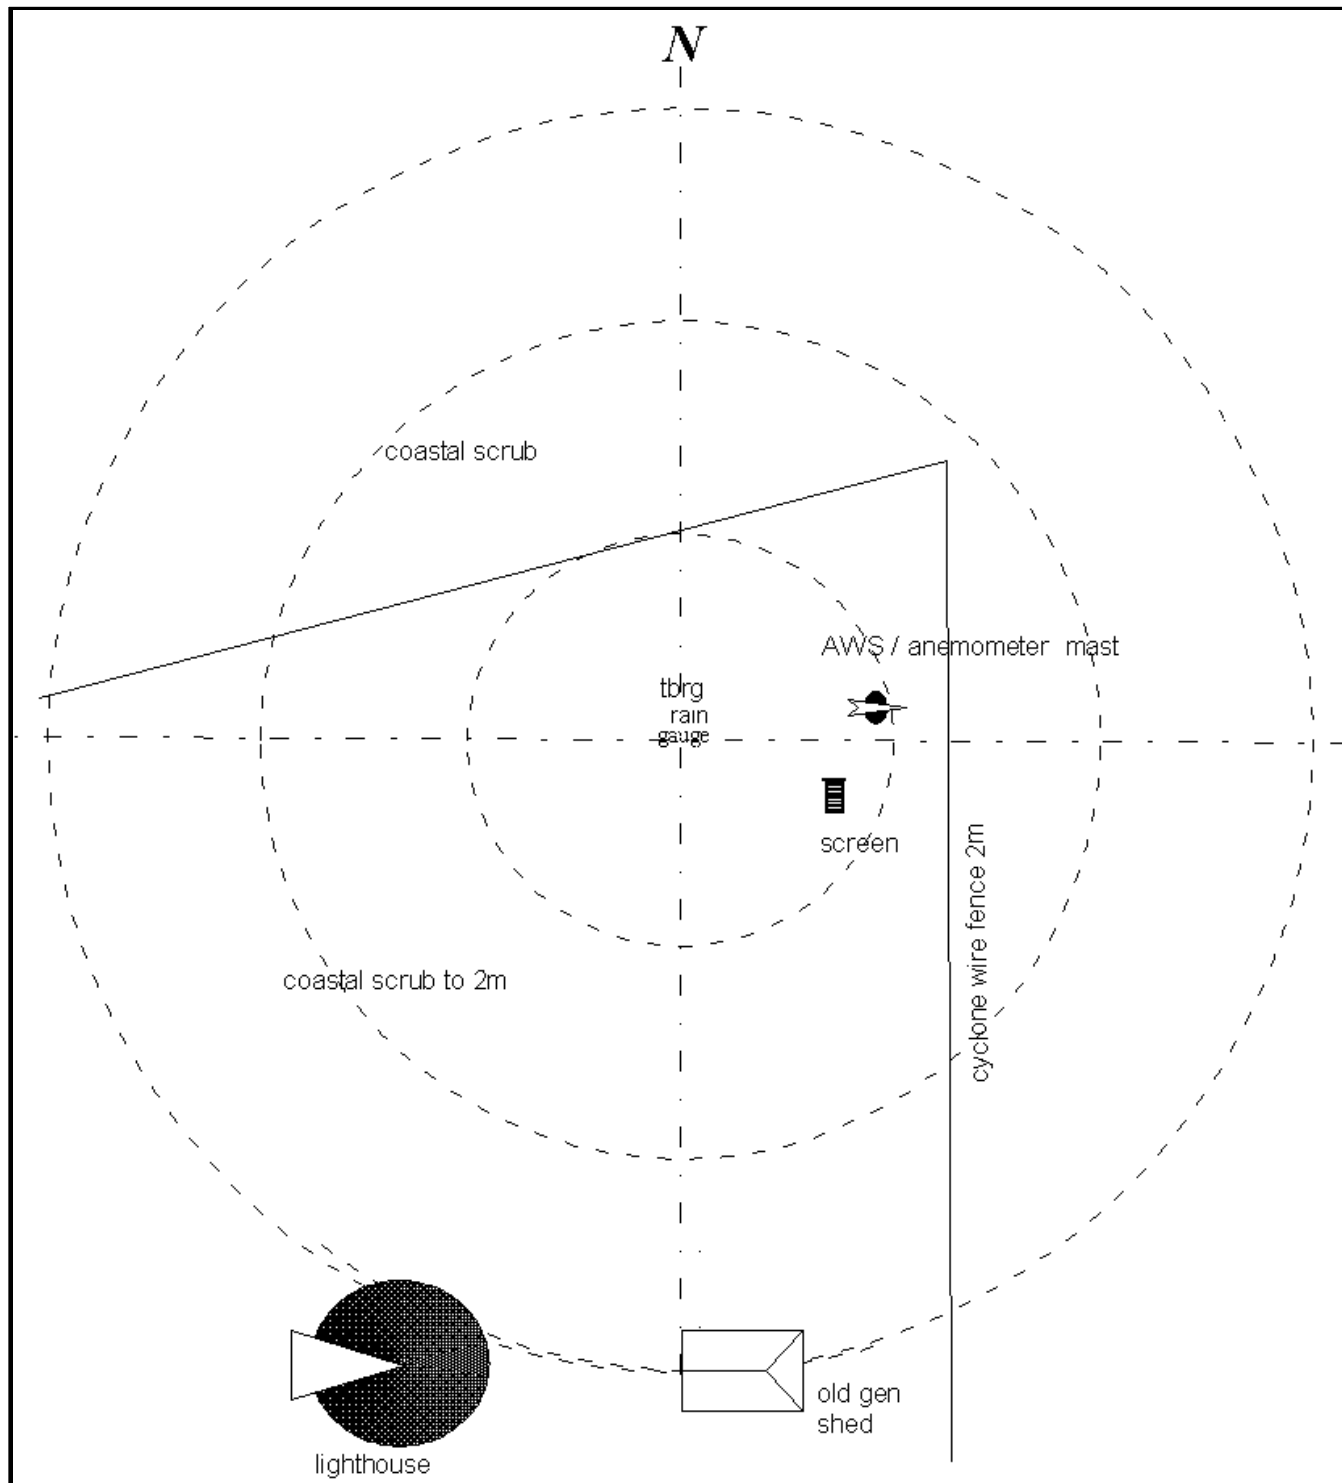 N
coastal scrub
AWS / anemometer mast
tbrg
rain
gauge
screen
cyclone wire fence 2m
coastal scrub to 2m
old gen
shed
lighthouse